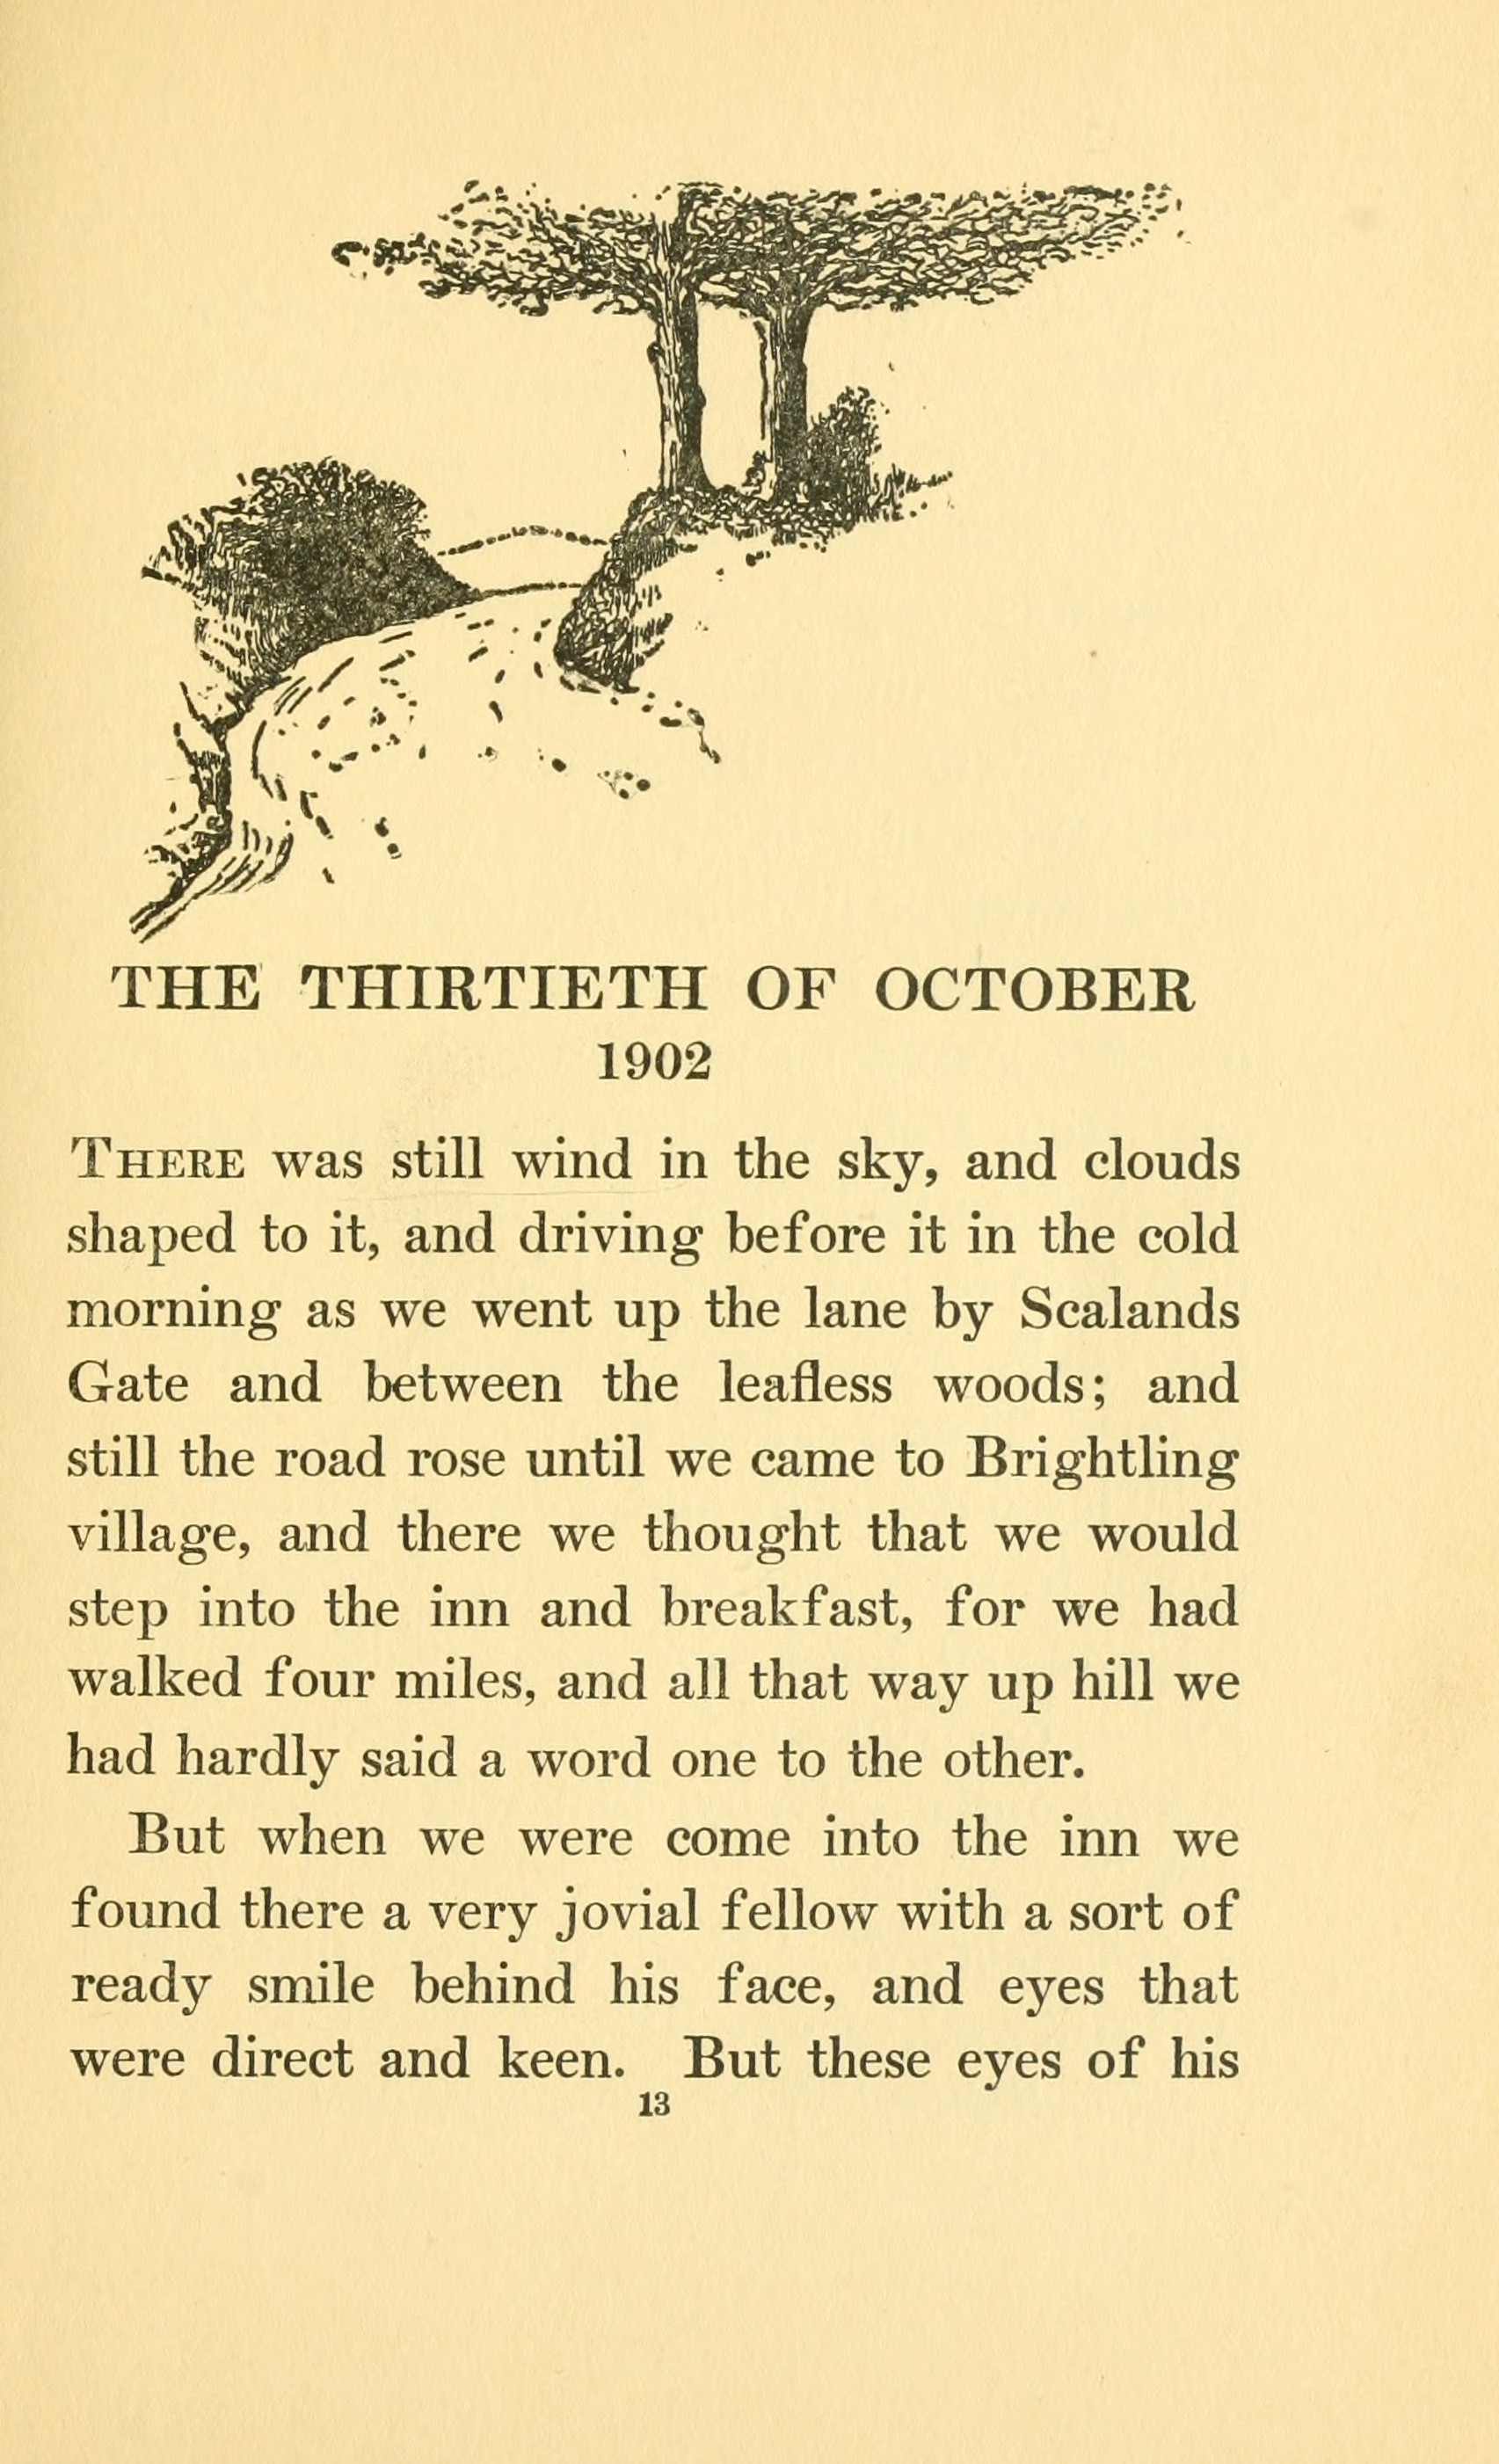 THE THIRTIETH OF OCTOBER
1902
THERE was still wind in the sky, and clouds
shaped to it, and driving before it in the cold
morning as we went up the lane by Scalands
Gate and between the leafless woods; and
still the road rose until we came to Brightling
village, and there we thought that we would
step into the inn and breakfast, for we had
walked four miles, and all that way up hill we
had hardly said a word one to the other.
But when we were come into the inn we
found there a very jovial fellow with a sort of
ready smile behind his face, and eyes that
were direct and keen. But these eyes of his
13